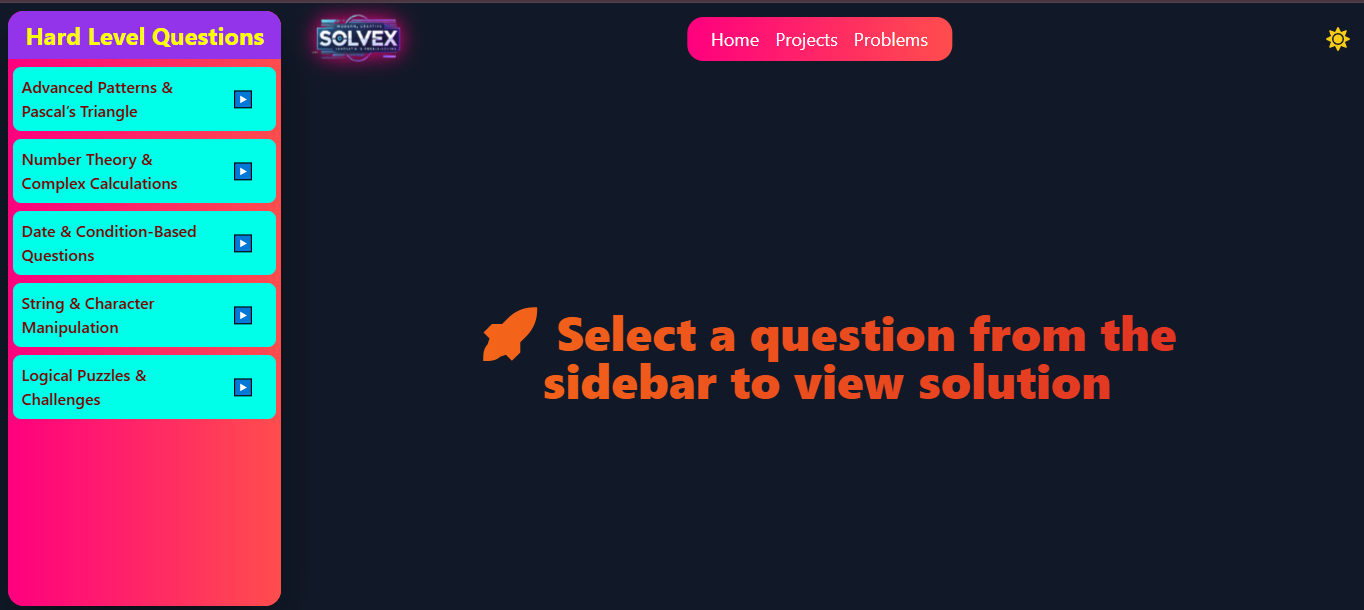 Hard Level Questions
Advanced Patterns &
Pascal’s Triangle
Number Theory &
Complex Calculations
Date & Condition-Based
Questions
String & Character
Manipulation
Logical Puzzles &
Challenges
SOLVEX
Home Projects Problems
Select a question from the
sidebar to view solution